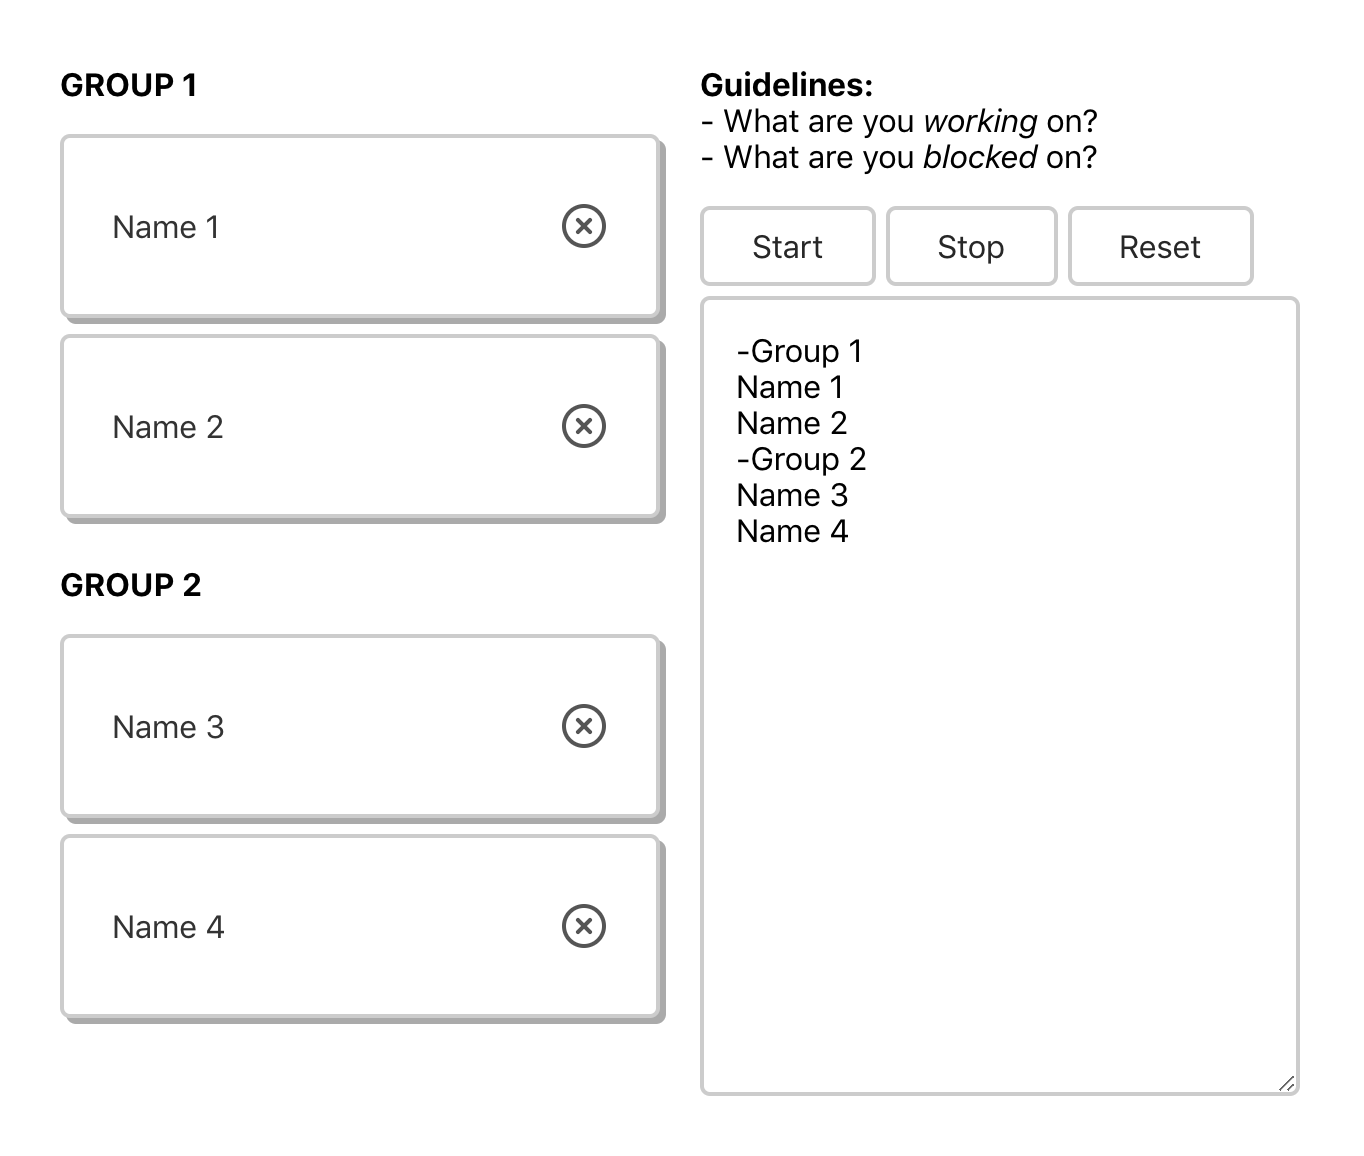 GROUP 1
Name 1
Name 2
GROUP 2
Name 3
Name 4
Guidelines:
- What are you working on?
- What are you blocked on?
Start
Stop
Reset
-Group 1
Name 1
Name 2
-Group 2
Name 3
Name 4